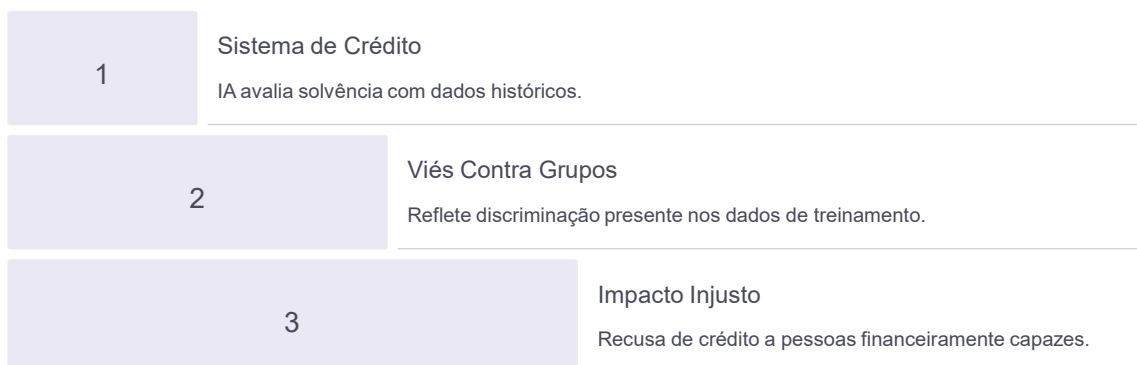 1
Sistema de Crédito
IA avalia solvência com dados históricos.
2
Viés Contra Grupos
Reflete discriminação presente nos dados de treinamento.
3
Impacto Injusto
Recusa de crédito a pessoas financeiramente capazes.